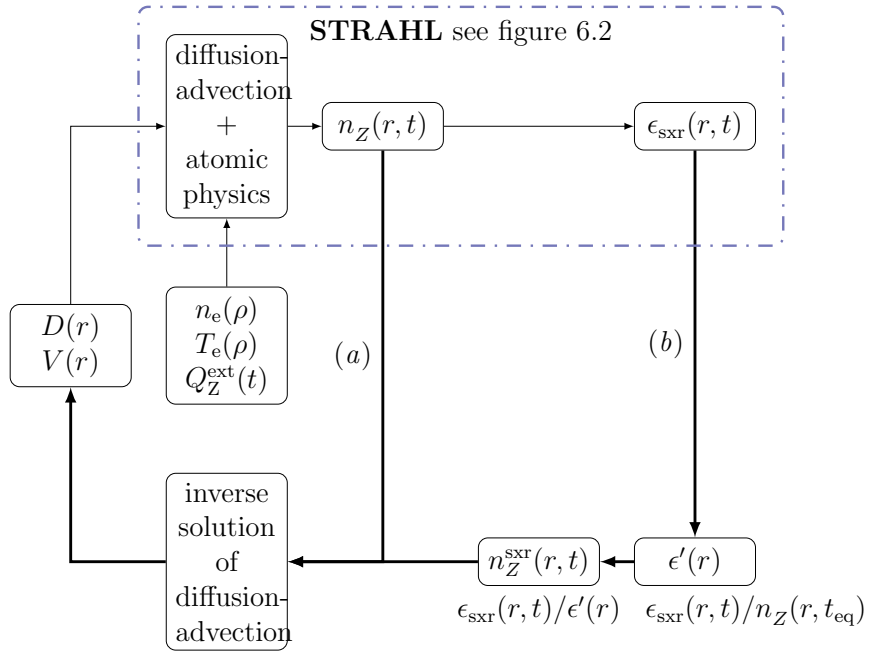 STRAHL see figure 6.2
diffusion-
advection
+
atomic
physics
n_Z(r, t)
ϵ_sxr(r, t)
n_e(ρ)
T_e(ρ)
Q_Z^ext(t)
D(r)
V(r)
(a)
(b)
inverse
solution
of
diffusion-
advection
n_Z^sxr(r, t)
ϵ′(r)
ϵ_sxr(r, t)/ϵ′(r)
ϵ_sxr(r, t)/n_Z(r, t_eq)